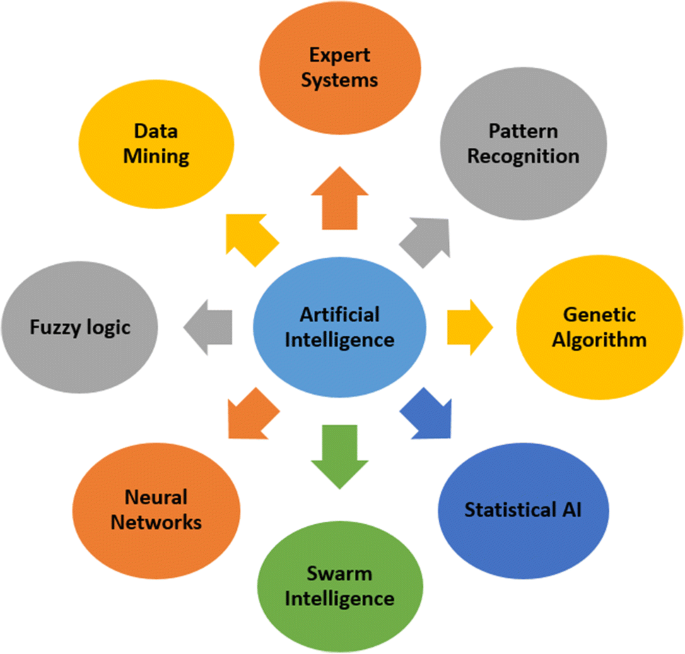 Expert
Systems
Pattern
Recognition
Genetic
Algorithm
Statistical AI
Swarm
Intelligence
Neural
Networks
Fuzzy logic
Data
Mining
Artificial
Intelligence